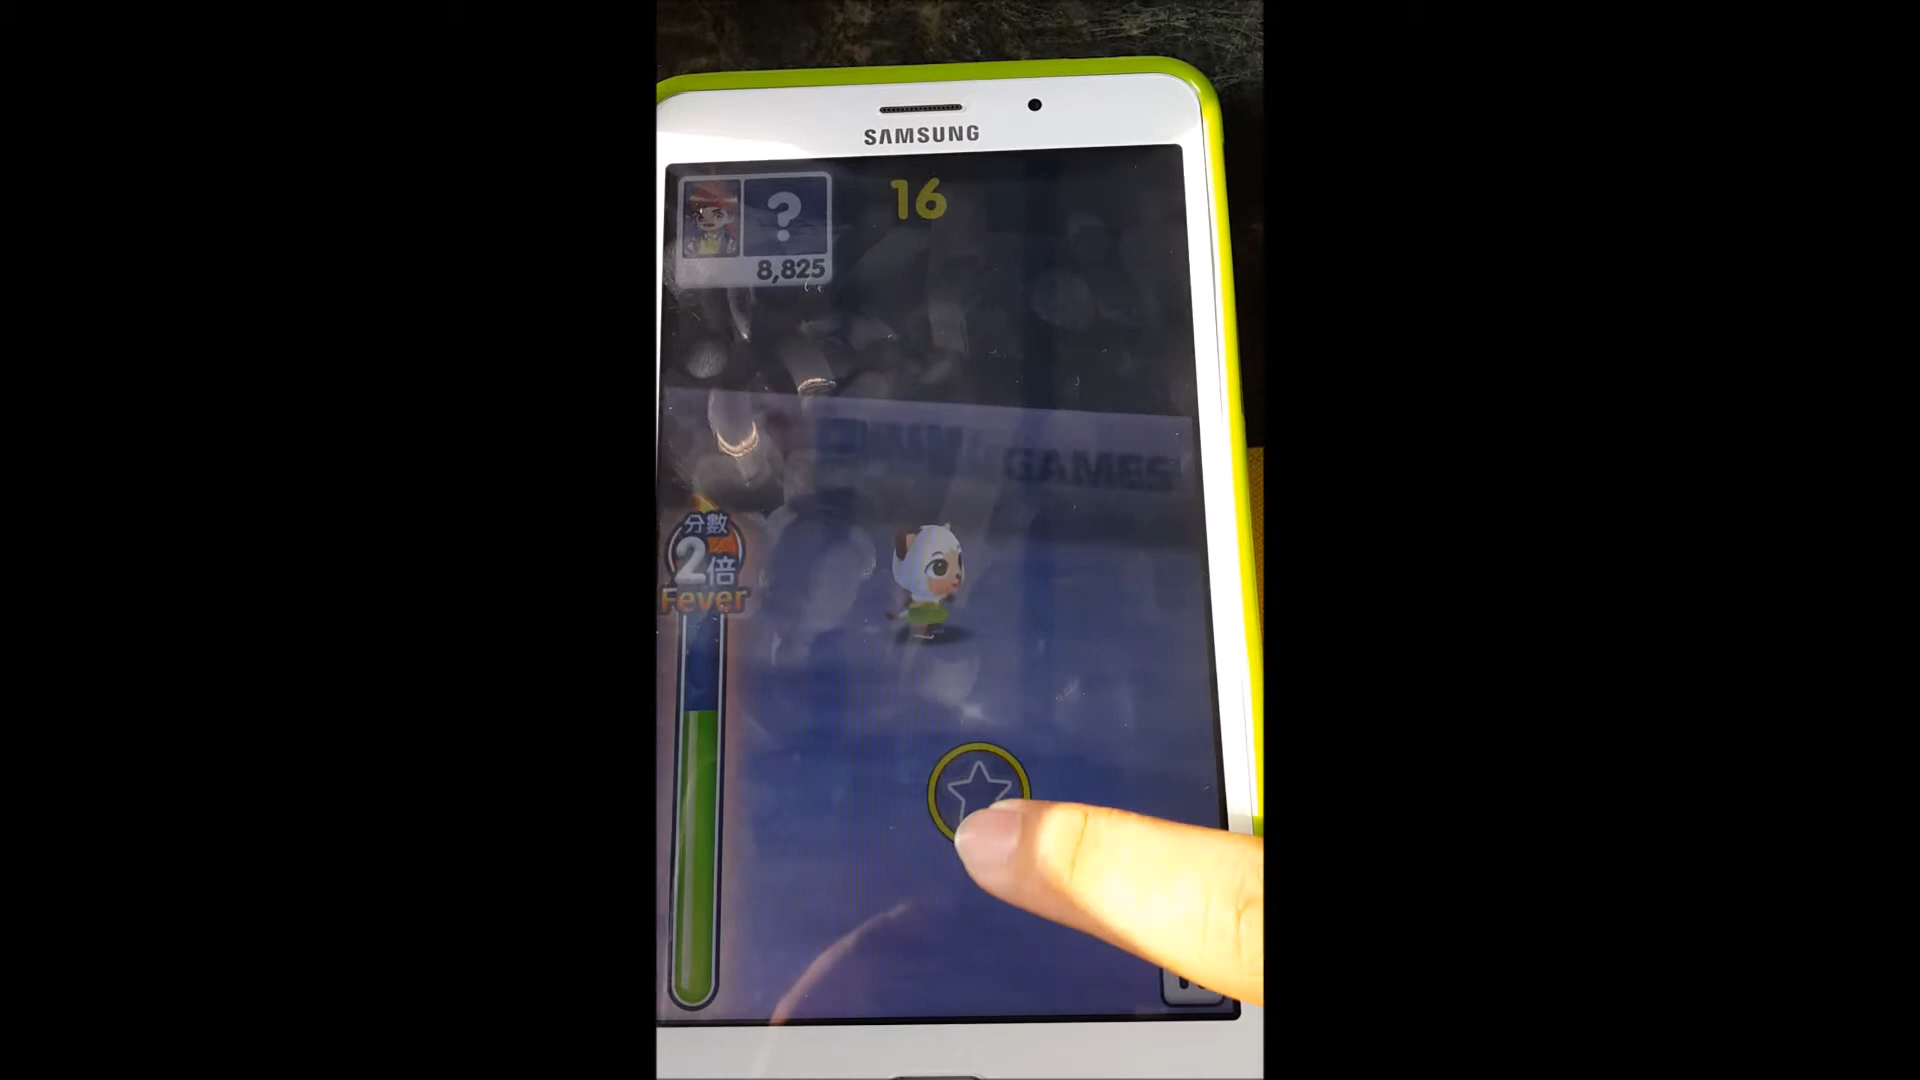 SAMSUNG
16
?
8,825
GAMES
分數
2倍
Fever